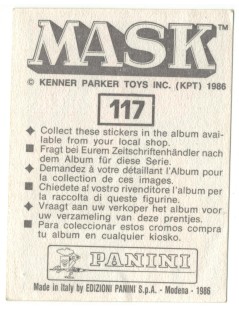 MASK™
© KENNER PARKER TOYS INC. (KPT) 1986
117
Collect these stickers in the album avai-
lable from your local shop.
Fragt bei Eurem Zeitschriftenhändler nach
dem Album für diese Serie.
Demandez à votre détaillant l'Album pour
la collection de ces images.
Chiedete al vostro rivenditore l'album per
la raccolta di queste figurine.
Vraagt aan uw verkoper het album voor
uw verzameling van deze prentjes.
Para coleccionar estos cromos compra
tu album en cualquier kiosko.
PANINI
Made in Italy by EDIZIONI PANINI S.p.A. - Modena - 1986